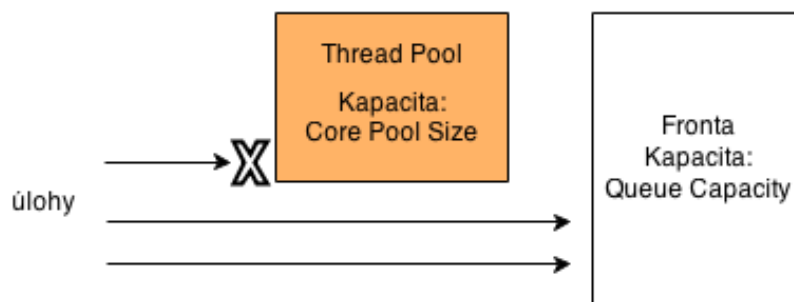 Thread Pool
Kapacita:
Core Pool Size
X
úlohy
Fronta
Kapacita:
Queue Capacity